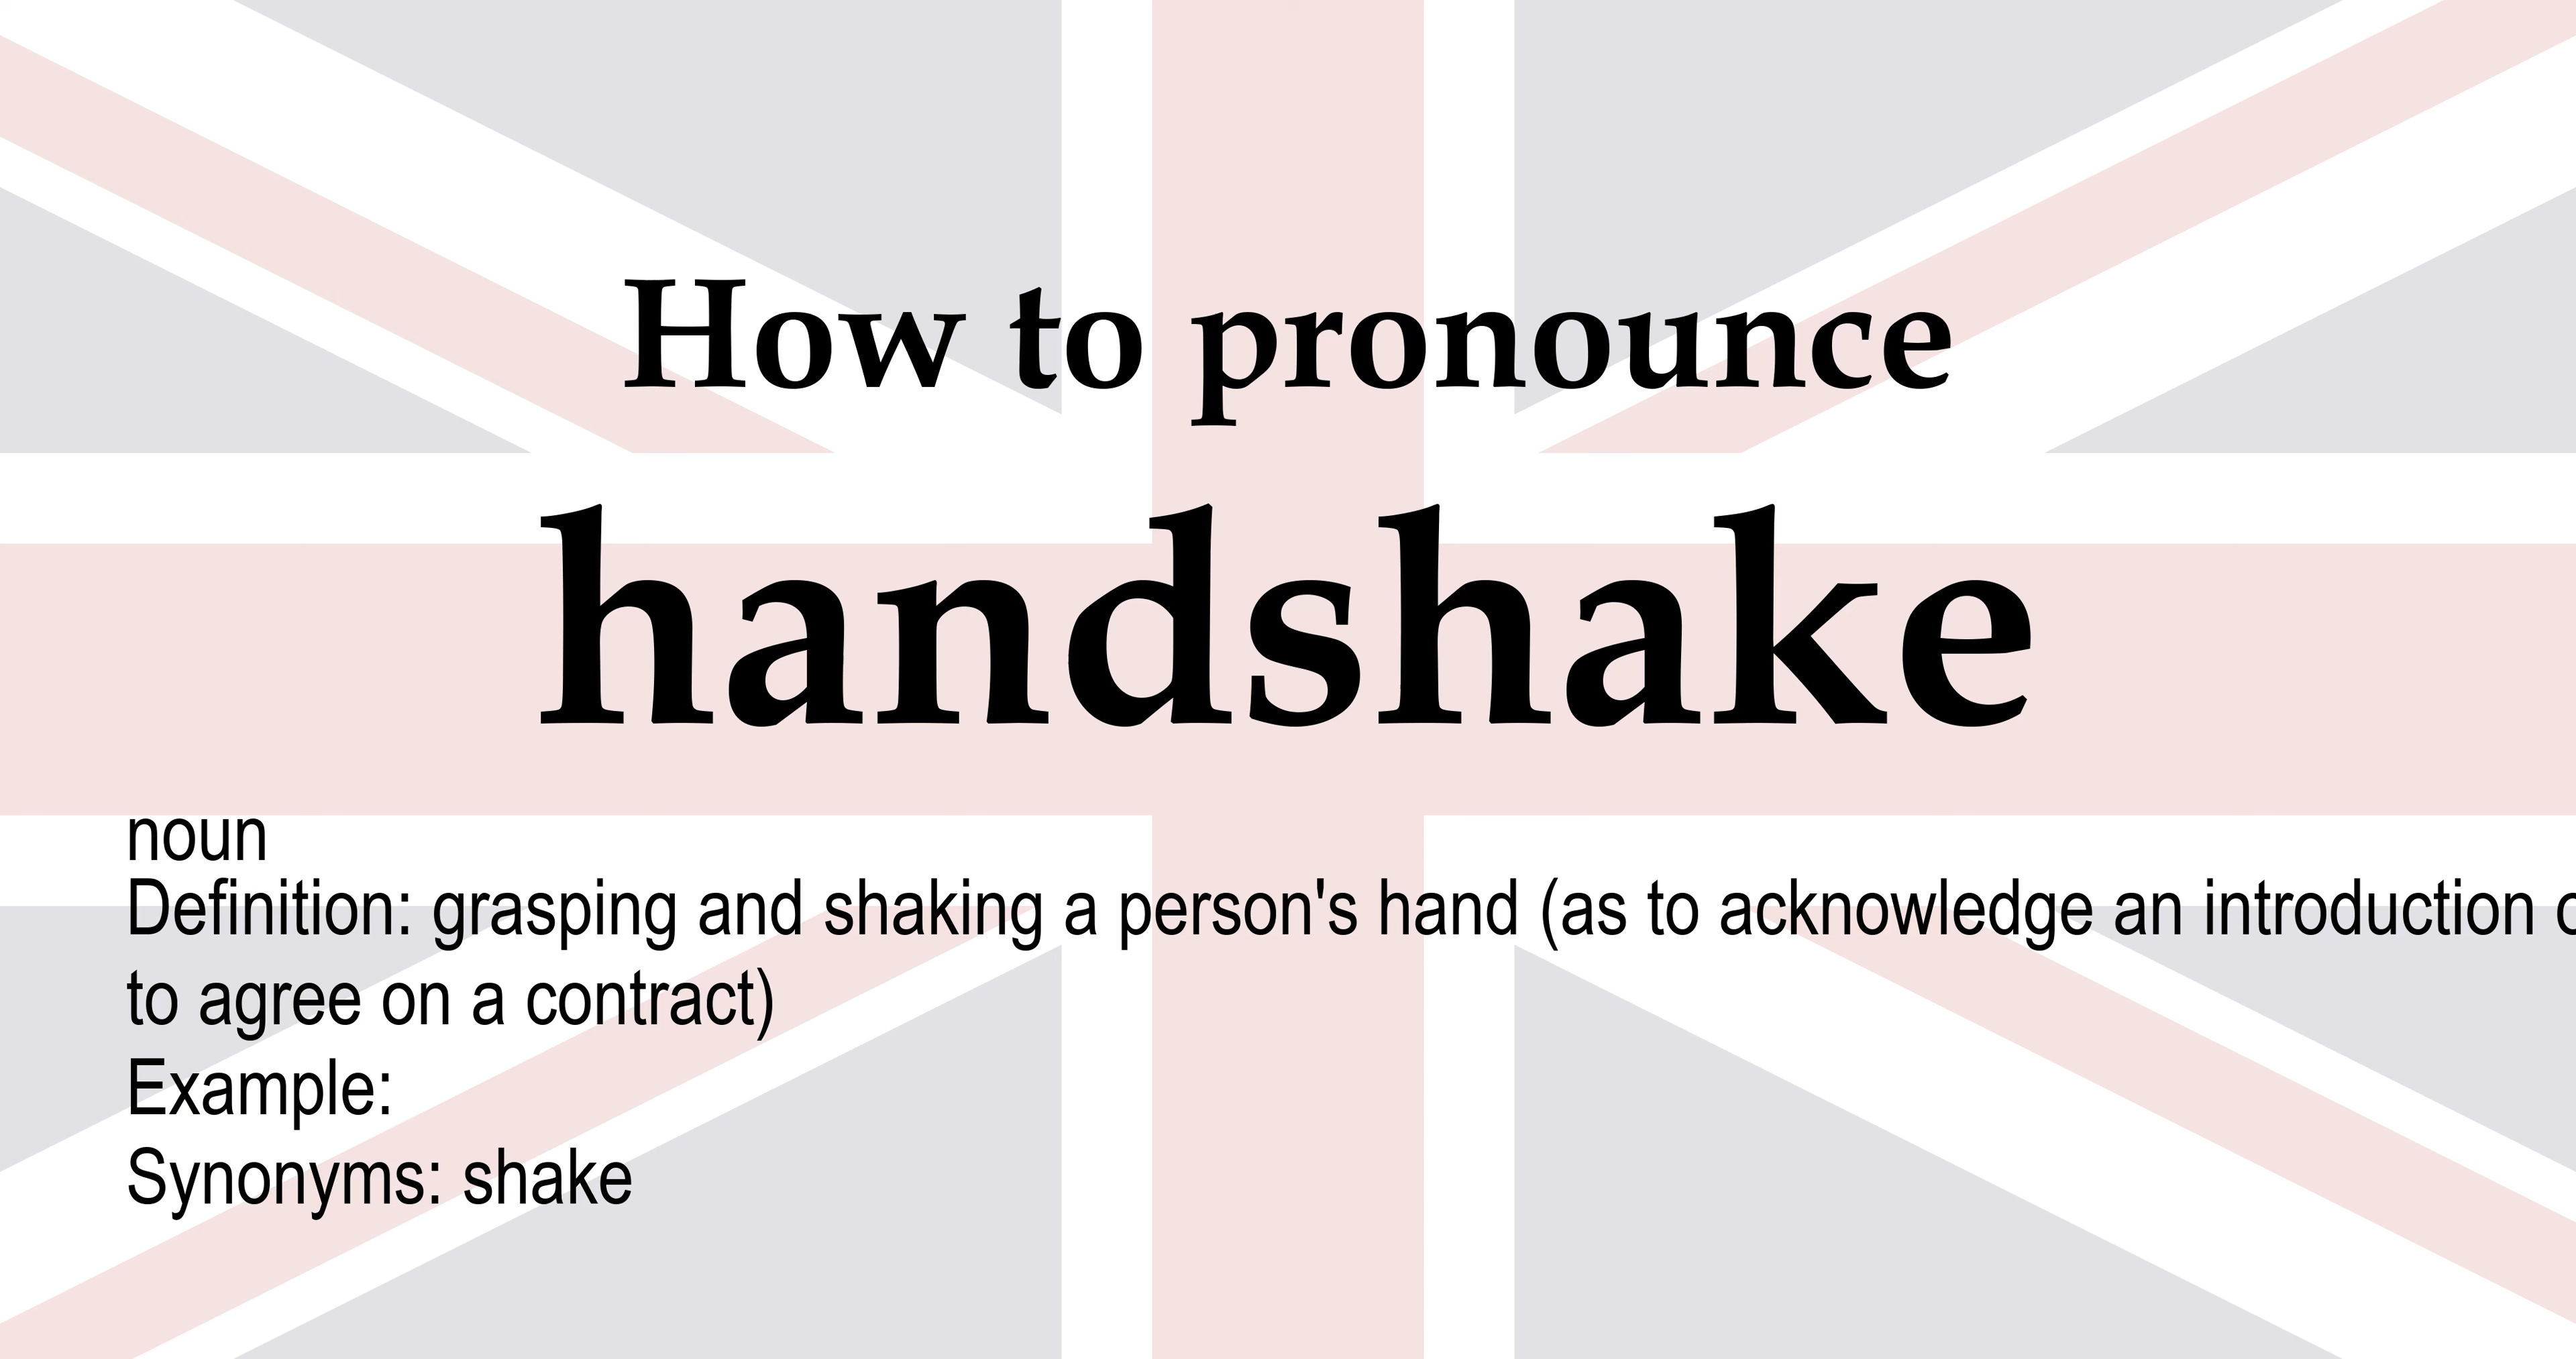 How to pronounce
handshake
noun
Definition: grasping and shaking a person's hand (as to acknowledge an introduction
to agree on a contract)
Example:
Synonyms: shake